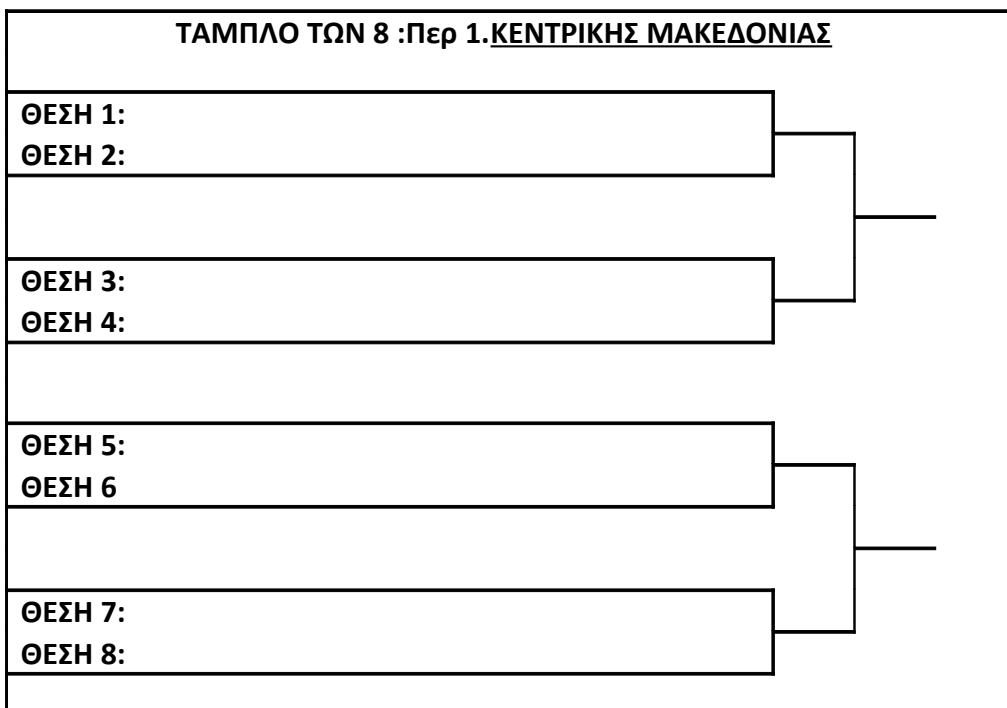 ΤΑΜΠΛΟ ΤΩΝ 8 :Περ 1.ΚΕΝΤΡΙΚΗΣ ΜΑΚΕΔΟΝΙΑΣ
ΘΕΣΗ 1:
ΘΕΣΗ 2:
ΘΕΣΗ 3:
ΘΕΣΗ 4:
ΘΕΣΗ 5:
ΘΕΣΗ 6
ΘΕΣΗ 7:
ΘΕΣΗ 8: